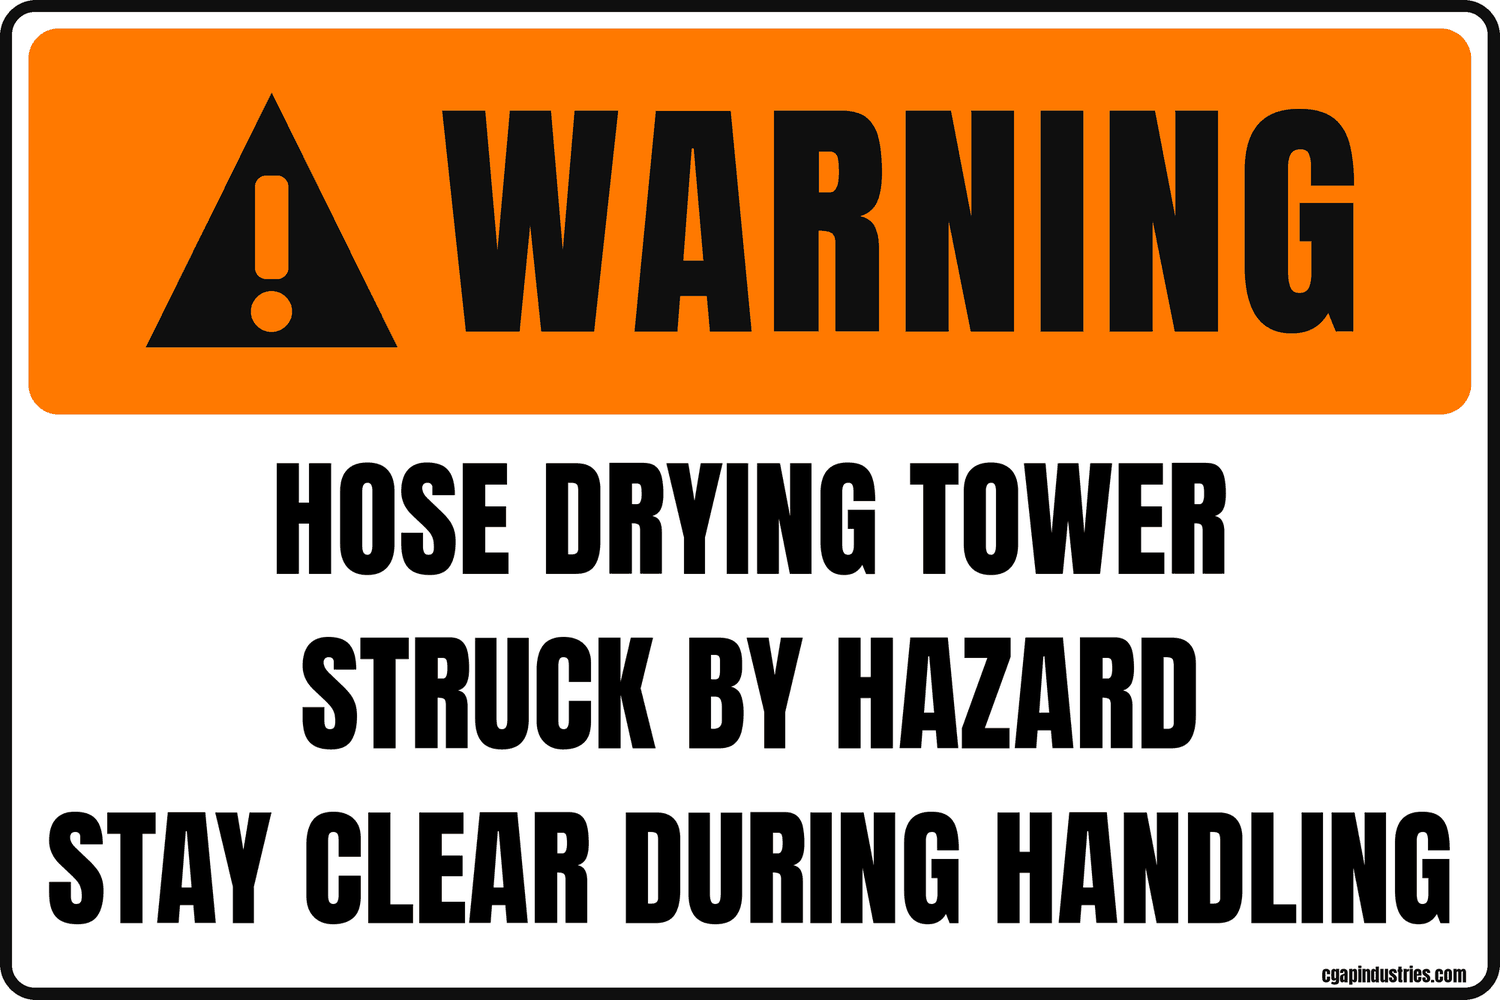 WARNING
HOSE DRYING TOWER
STRUCK BY HAZARD
STAY CLEAR DURING HANDLING
cgapindustries.com